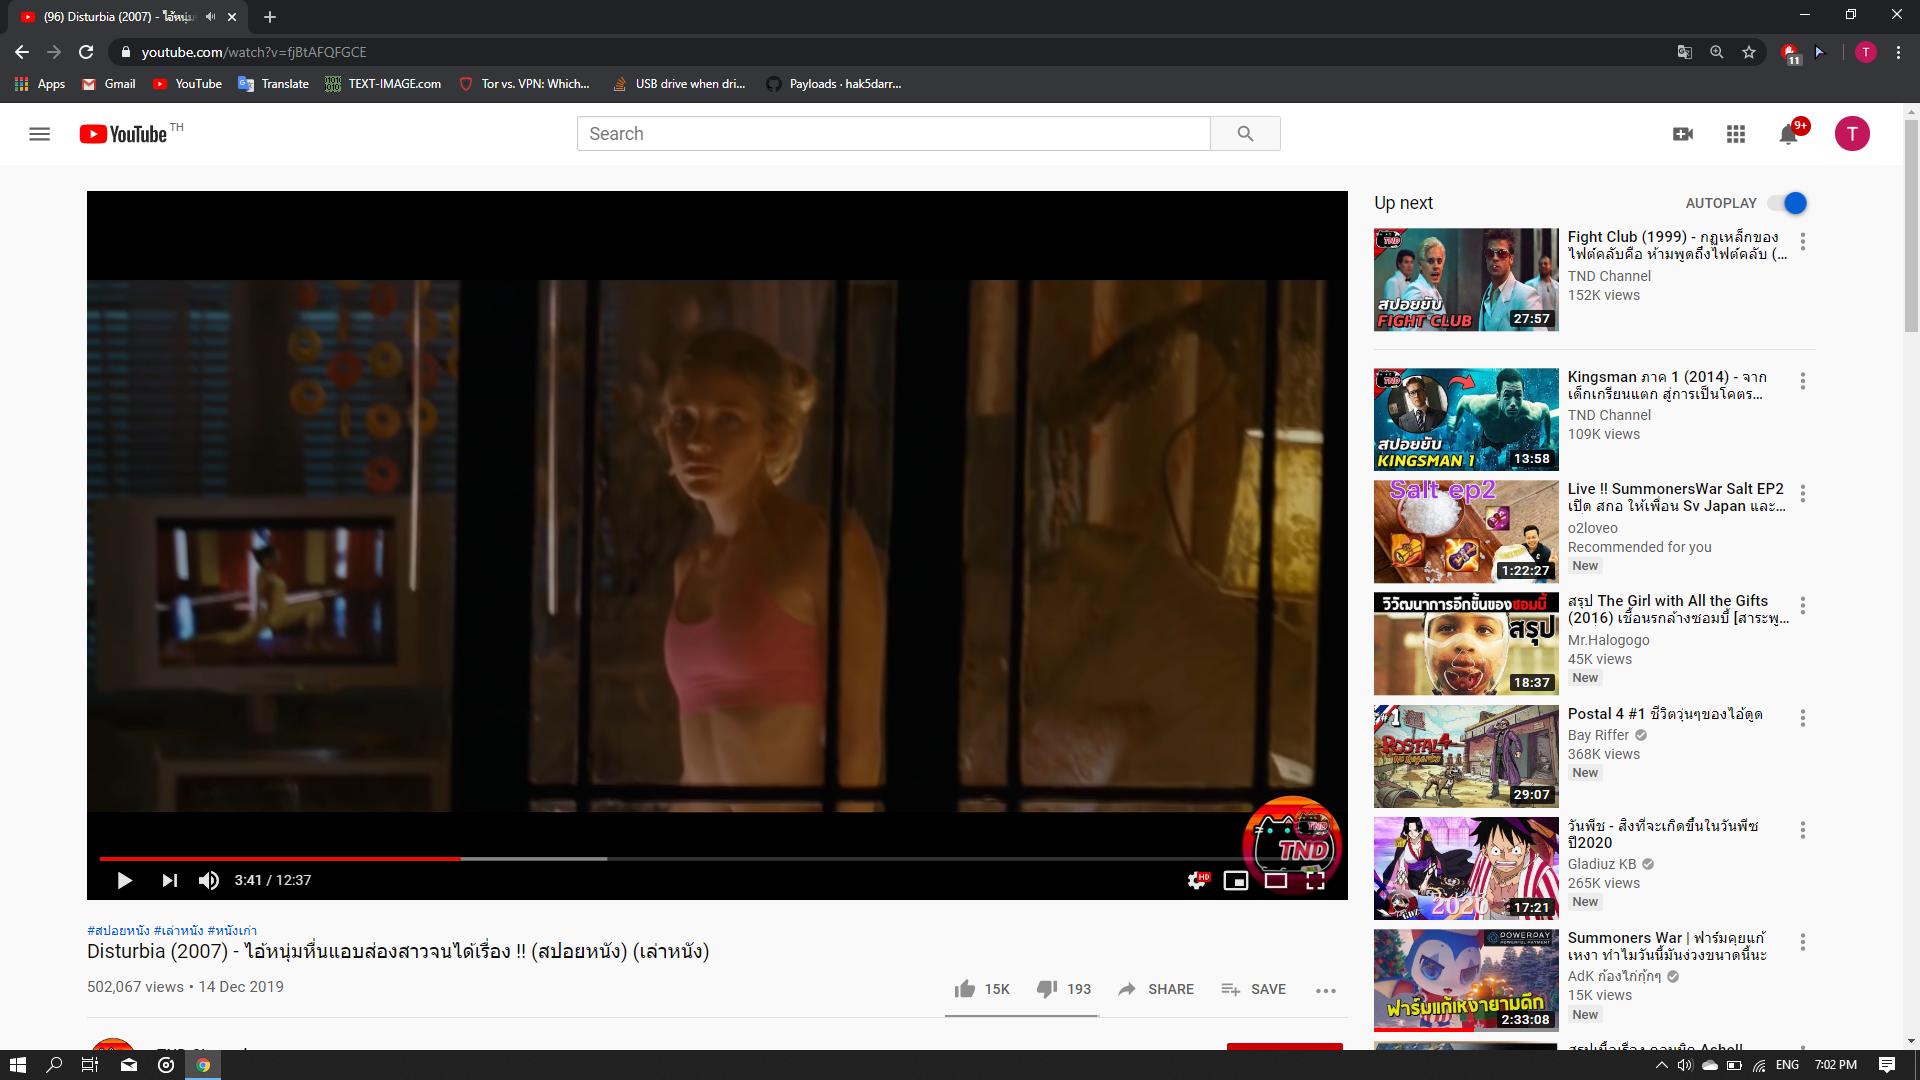 (96) Disturbia (2007) - ไอ้หนุ่ม
youtube.com/watch?v=fjBtAFQFGCE
11
T
Apps
Gmail
YouTube
Translate
TEXT-IMAGE.com
Tor vs. VPN: Which...
USB drive when dri...
Payloads · hak5darr...
YouTube TH
Search
9+
T
Up next
AUTOPLAY
TND
สปอยยับ
FIGHT CLUB
27:57
Fight Club (1999) - กฎเหล็กของ
ไฟต์คลับคือ ห้ามพูดถึงไฟต์คลับ (...
TND Channel
152K views
TND
สปอยยับ
KINGSMAN 1
13:58
Kingsman ภาค 1 (2014) - จาก
เด็กเกรียนแตก สู่การเป็นโคตร...
TND Channel
109K views
Salt ep2
1:22:27
Live !! SummonersWar Salt EP2
เปิด สกอ ให้เพื่อน Sv Japan และ...
o2loveo
Recommended for you
New
วิวัฒนาการอีกขั้นของซอมบี้
สรุป
18:37
สรุป The Girl with All the Gifts
(2016) เชื้อนรกล้างซอมบี้ [สาระพู...
Mr.Halogogo
45K views
New
#1
POSTAL 4
No Regerts
29:07
Postal 4 #1 ชีวิตวุ่นๆของไอ้ดูด
Bay Riffer
368K views
New
2020
17:21
วันพีช - สิ่งที่จะเกิดขึ้นในวันพีช
ปี2020
Gladiuz KB
265K views
New
POWERPAY
POWERFUL PAYMENT
ฟาร์มแก้เหงายามดึก
2:33:08
Summoners War | ฟาร์มคุยแก้
เหงา ทำไมวันนี้มันง่วงขนาดนี้นะ
AdK ก้องไก่กุ้กๆ
15K views
New
TND
TND
3:41 / 12:37
HD
#สปอยหนัง #เล่าหนัง #หนังเก่า
Disturbia (2007) - ไอ้หนุ่มหื่นแอบส่องสาวจนได้เรื่อง !! (สปอยหนัง) (เล่าหนัง)
502,067 views • 14 Dec 2019
15K
193
SHARE
SAVE
ENG
7:02 PM